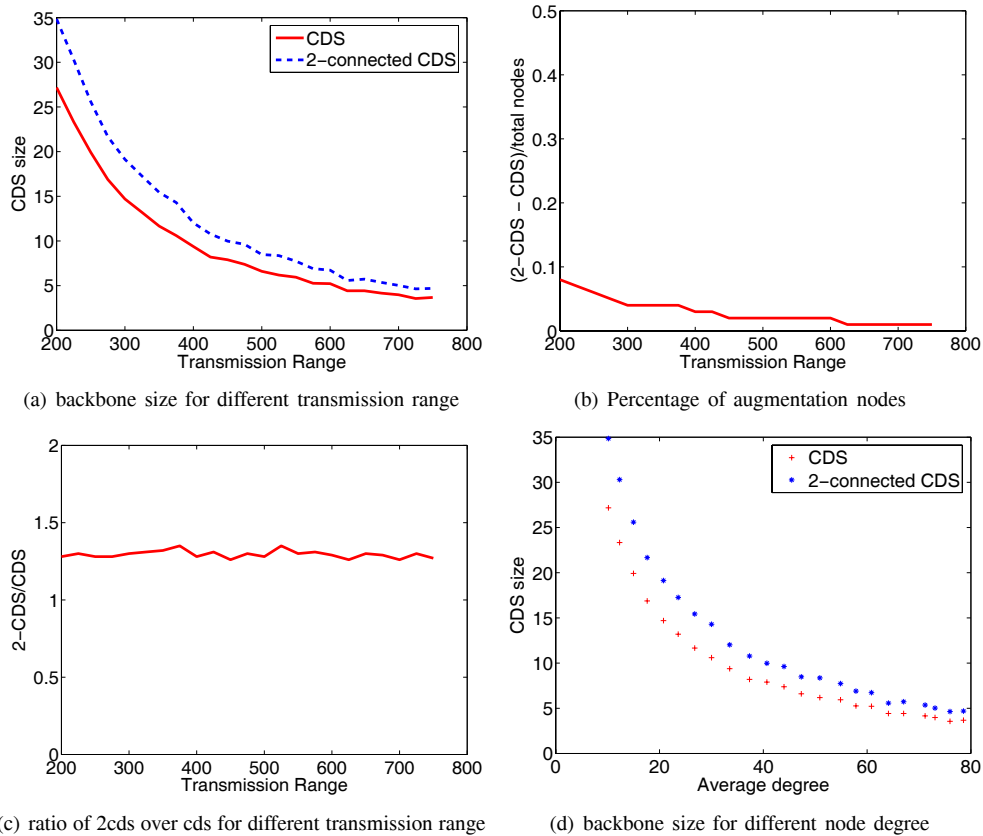 35
30
25
20
15
10
5
0
CDS size
CDS
2-connected CDS
200 300 400 500 600 700 800
Transmission Range
(a) backbone size for different transmission range
0.5
0.4
0.3
0.2
0.1
0
(2-CDS - CDS)/total nodes
200 300 400 500 600 700 800
Transmission Range
(b) Percentage of augmentation nodes
2
1.5
1
0.5
0
2-CDS/CDS
200 300 400 500 600 700 800
Transmission Range
(c) ratio of 2cds over cds for different transmission range
35
30
25
20
15
10
5
0
CDS size
CDS
2-connected CDS
0 20 40 60 80
Average degree
(d) backbone size for different node degree